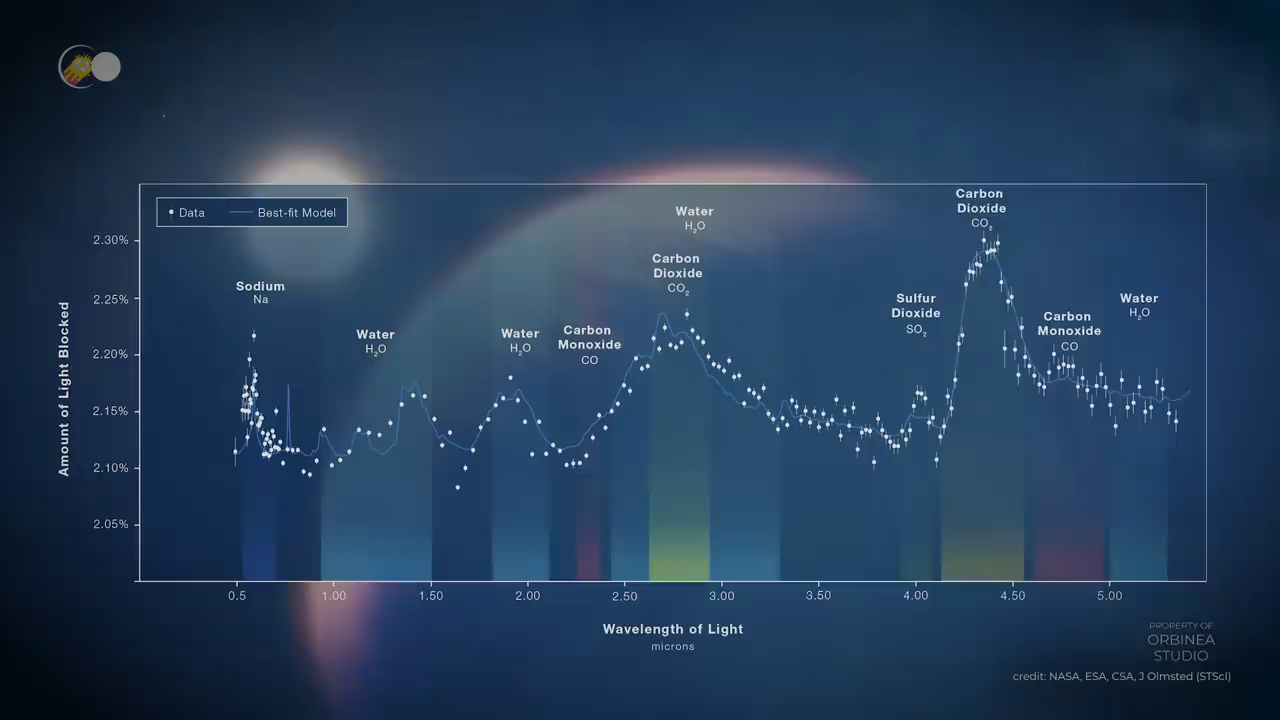 Data
Best-fit Model
Carbon
Dioxide
CO₂
Water
H₂O
Carbon
Dioxide
CO₂
Sodium
Na
Water
H₂O
Water
H₂O
Carbon
Monoxide
CO
Sulfur
Dioxide
SO₂
Carbon
Monoxide
CO
Water
H₂O
Amount of Light Blocked
2.30%
2.25%
2.20%
2.15%
2.10%
2.05%
0.5 1.00 1.50 2.00 2.50 3.00 3.50 4.00 4.50 5.00
Wavelength of Light
microns
PROPERTY OF:
ORBINEA
STUDIO
credit: NASA, ESA, CSA, J Olmsted (STScI)